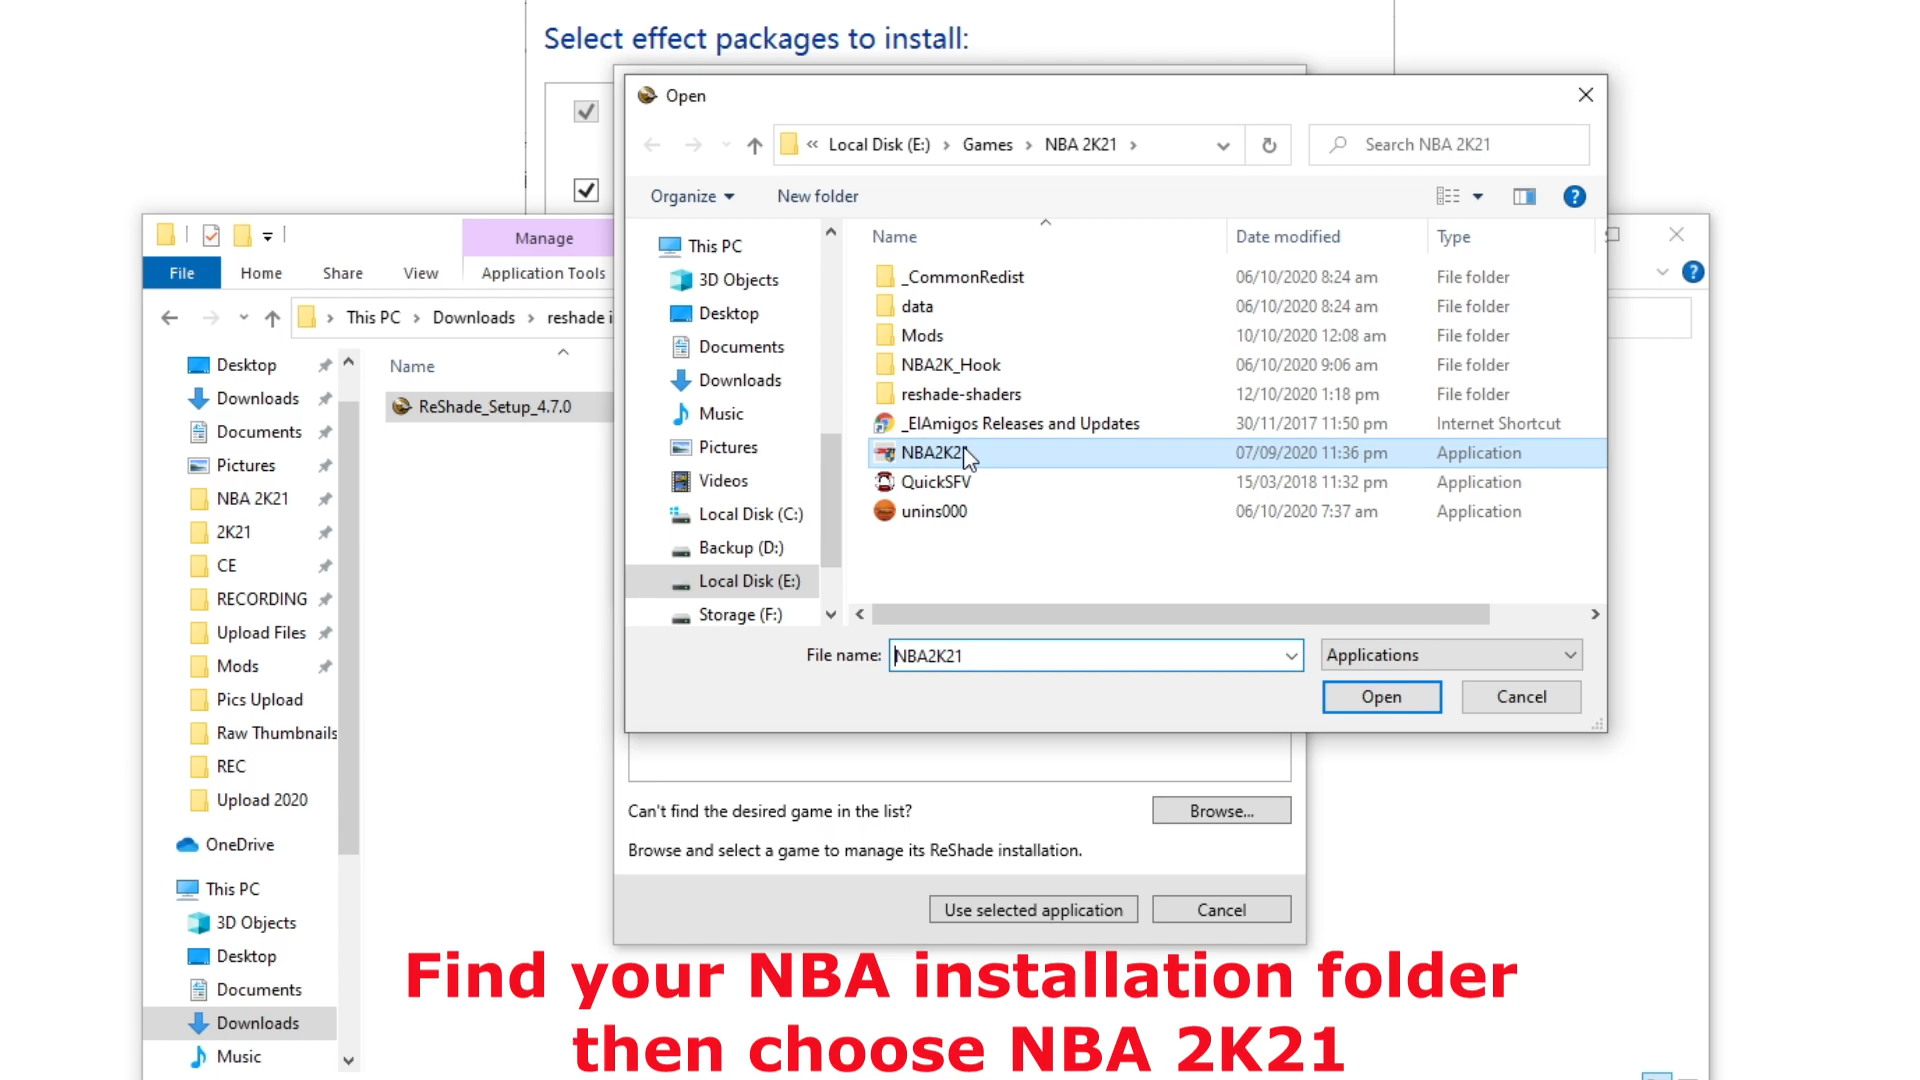 Select effect packages to install:
Open
« Local Disk (E:) › Games › NBA 2K21 ›
Search NBA 2K21
Organize
New folder
This PC
3D Objects
Desktop
Documents
Downloads
Music
Pictures
Videos
Local Disk (C:)
Backup (D:)
Local Disk (E:)
Storage (F:)
Name Date modified Type
_CommonRedist 06/10/2020 8:24 am File folder
data 06/10/2020 8:24 am File folder
Mods 10/10/2020 12:08 am File folder
NBA2K_Hook 06/10/2020 9:06 am File folder
reshade-shaders 12/10/2020 1:18 pm File folder
_ElAmigos Releases and Updates 30/11/2017 11:50 pm Internet Shortcut
NBA2K21 07/09/2020 11:36 pm Application
QuickSFV 15/03/2018 11:32 pm Application
unins000 06/10/2020 7:37 am Application
File name: NBA2K21
Applications
Open
Cancel
Manage
File Home Share View Application Tools
› This PC › Downloads › reshade i
Desktop
Downloads
Documents
Pictures
NBA 2K21
2K21
CE
RECORDING
Upload Files
Mods
Pics Upload
Raw Thumbnails
REC
Upload 2020
OneDrive
This PC
3D Objects
Desktop
Documents
Downloads
Music
Name
ReShade_Setup_4.7.0
Can't find the desired game in the list?
Browse...
Browse and select a game to manage its ReShade installation.
Use selected application
Cancel
Find your NBA installation folder
then choose NBA 2K21